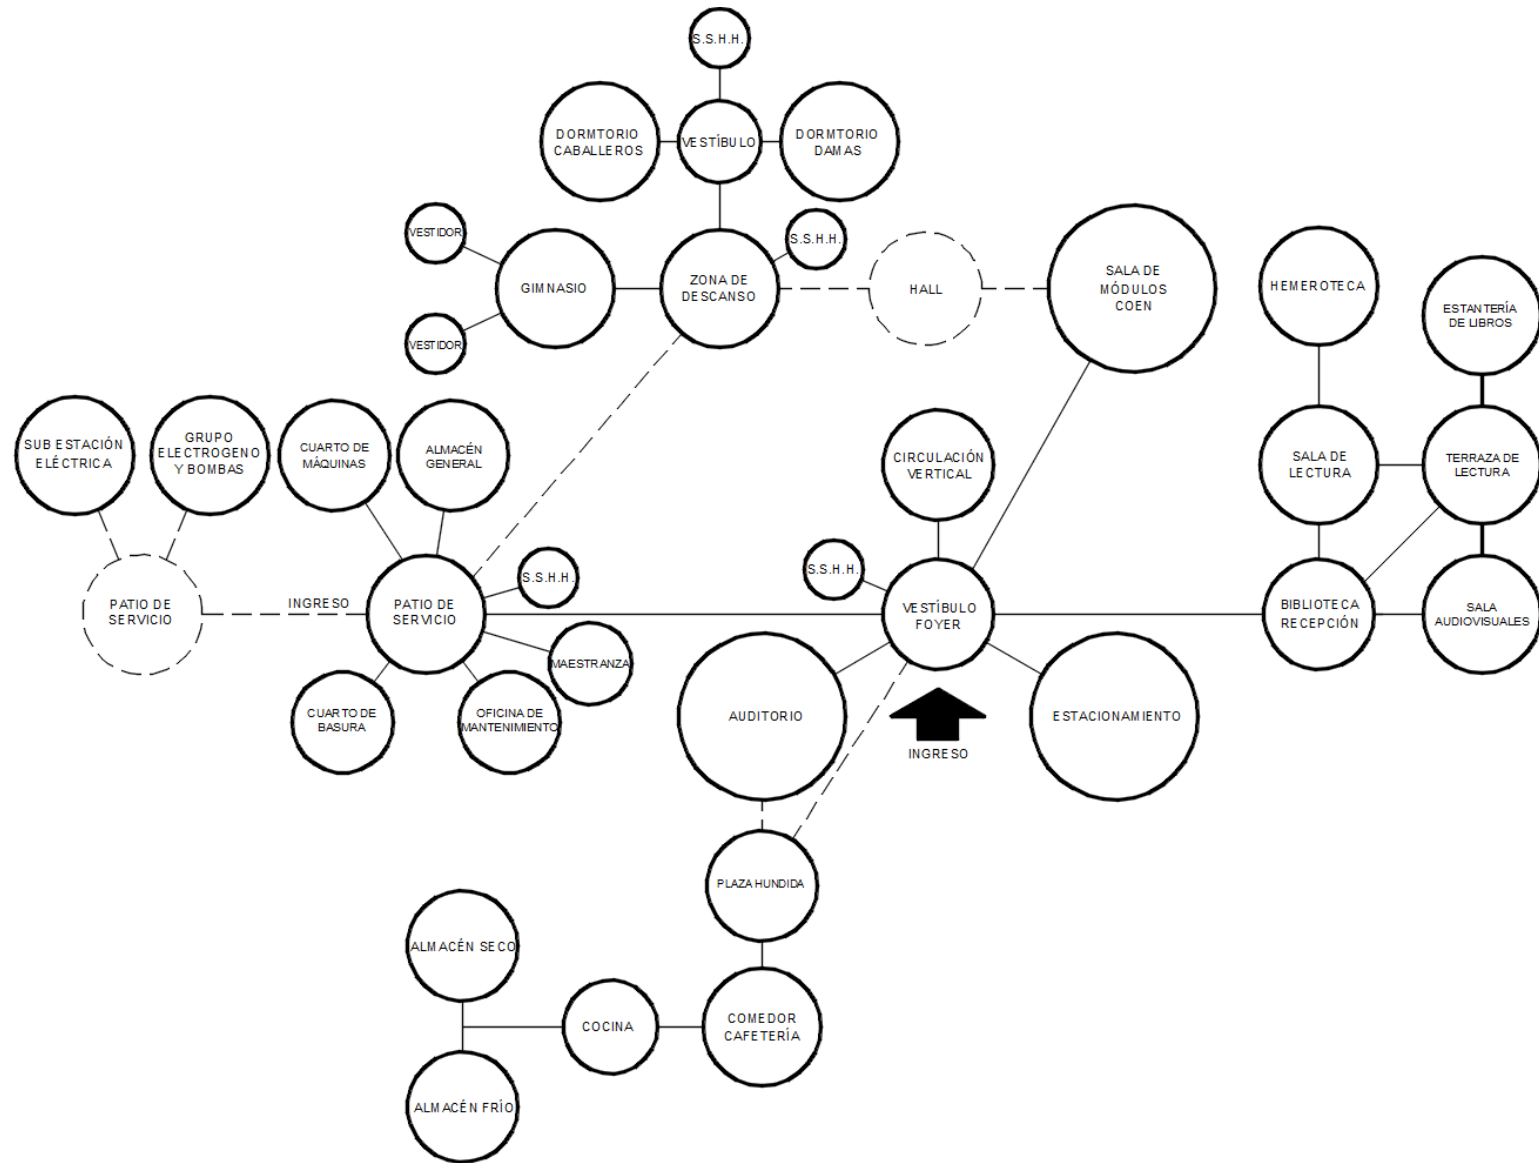 S.S.H.H.
DORMTORIO
CABALLEROS
VESTÍBULO
DORMTORIO
DAMAS
VESTIDOR
S.S.H.H.
GIMNASIO
ZONA DE
DESCANSO
HALL
SALA DE
MÓDULOS
COEN
HEMEROTECA
ESTANTERÍA
DE LIBROS
VESTIDOR
SUB ESTACIÓN
ELÉCTRICA
GRUPO
ELECTROGENO
Y BOMBAS
CUARTO DE
MÁQUINAS
ALMACÉN
GENERAL
CIRCULACIÓN
VERTICAL
SALA DE
LECTURA
TERRAZA DE
LECTURA
S.S.H.H.
S.S.H.H.
PATIO DE
SERVICIO
INGRESO
PATIO DE
SERVICIO
VESTÍBULO
FOYER
BIBLIOTECA
RECEPCIÓN
SALA
AUDIOVISUALES
MAESTRANZA
CUARTO DE
BASURA
OFICINA DE
MANTENIMIENTO
AUDITORIO
ESTACIONAMIENTO
INGRESO
PLAZA HUNDIDA
ALMACÉN SECO
COCINA
COMEDOR
CAFETERÍA
ALMACÉN FRÍO